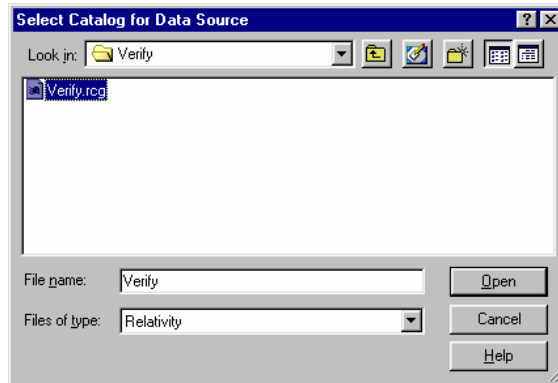 Select Catalog for Data Source
Look in: Verify
Verify.rcg
File name: Verify
Open
Files of type: Relativity
Cancel
Help